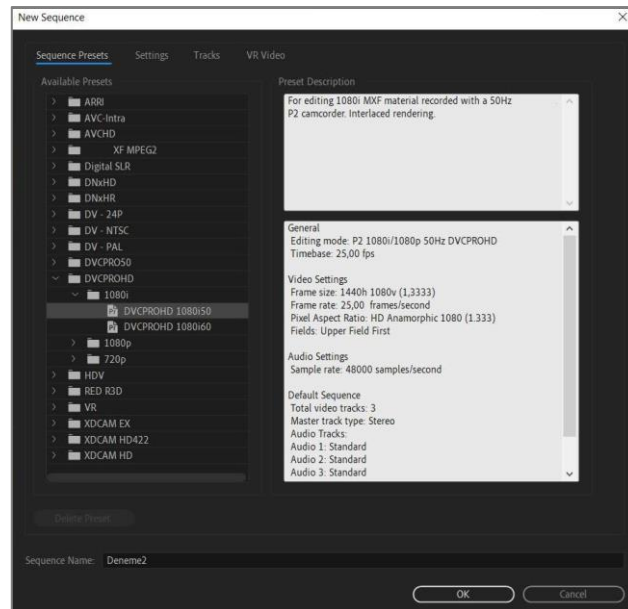 New Sequence
Sequence Presets Settings Tracks VR Video
Available Presets
ARRI
AVC-Intra
AVCHD
XF MPEG2
Digital SLR
DNxHD
DNxHR
DV - 24P
DV - NTSC
DV - PAL
DVCPRO50
DVCPROHD
1080i
DVCPROHD 1080i50
DVCPROHD 1080i60
1080p
720p
HDV
RED R3D
VR
XDCAM EX
XDCAM HD422
XDCAM HD
Delete Preset
Preset Description
For editing 1080i MXF material recorded with a 50Hz
P2 camcorder. Interlaced rendering.
General
Editing mode: P2 1080i/1080p 50Hz DVCPROHD
Timebase: 25,00 fps
Video Settings
Frame size: 1440h 1080v (1,3333)
Frame rate: 25,00 frames/second
Pixel Aspect Ratio: HD Anamorphic 1080 (1.333)
Fields: Upper Field First
Audio Settings
Sample rate: 48000 samples/second
Default Sequence
Total video tracks: 3
Master track type: Stereo
Audio Tracks:
Audio 1: Standard
Audio 2: Standard
Audio 3: Standard
Sequence Name: Deneme2
OK Cancel